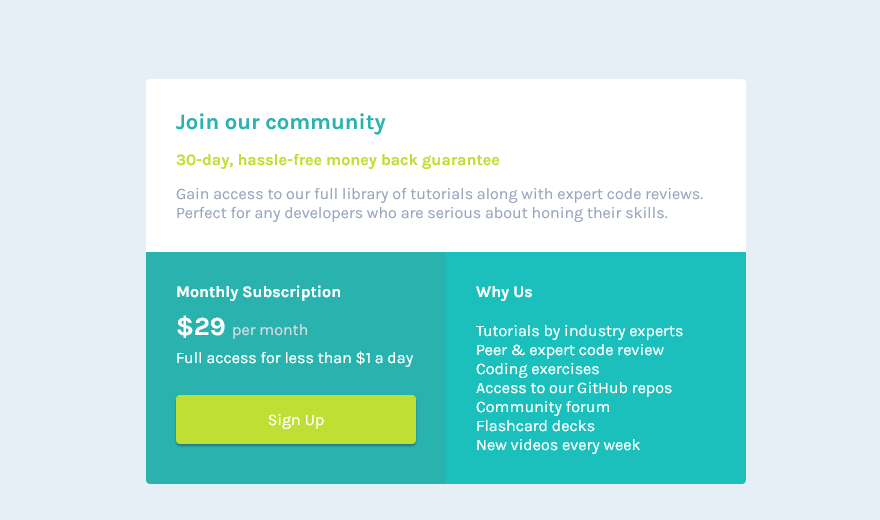 Join our community
30-day, hassle-free money back guarantee
Gain access to our full library of tutorials along with expert code reviews.
Perfect for any developers who are serious about honing their skills.
Monthly Subscription
$29 per month
Full access for less than $1 a day
Sign Up
Why Us
Tutorials by industry experts
Peer & expert code review
Coding exercises
Access to our GitHub repos
Community forum
Flashcard decks
New videos every week